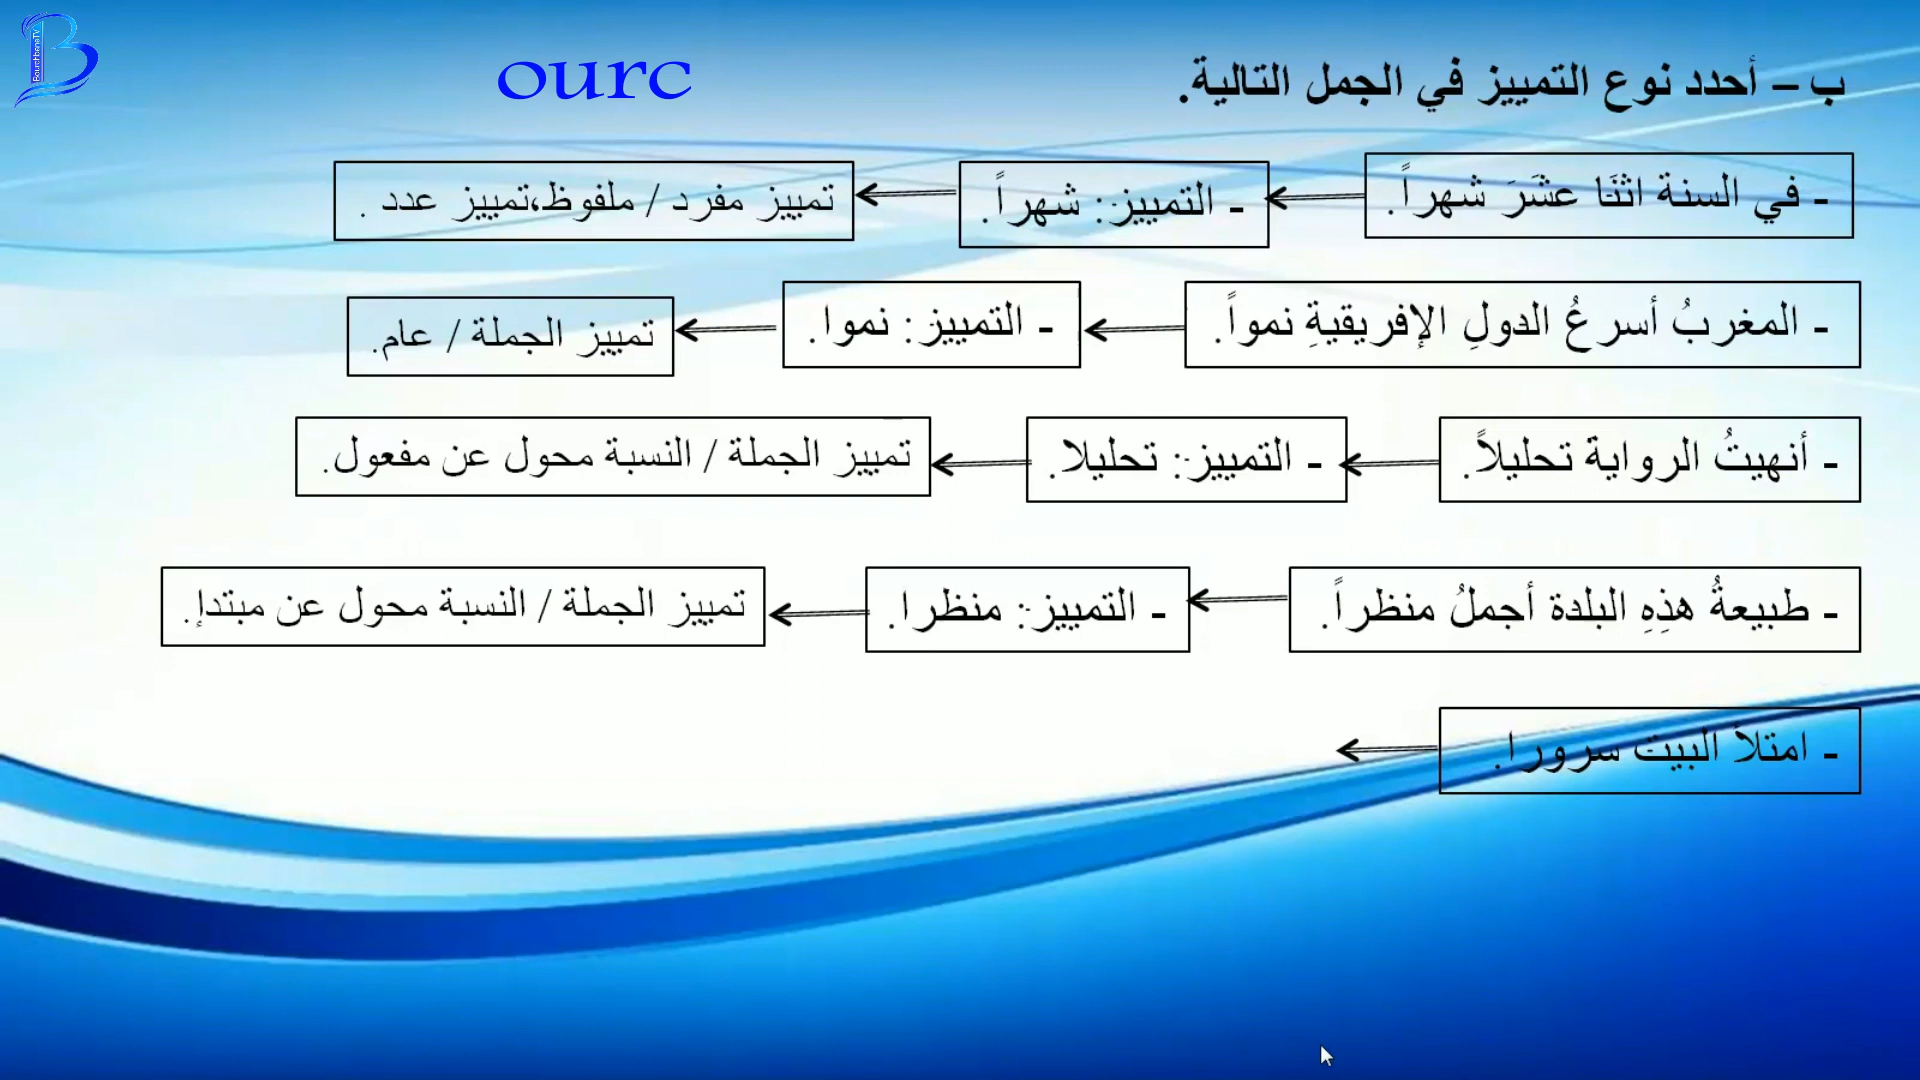 BourchbeneTV
ourc
ب – أحدد نوع التمييز في الجمل التالية.
- في السنة اثنَا عشَرَ شهراً.
- التمييز: شهراً.
تمييز مفرد / ملفوظ،تمييز عدد .
- المغربُ أسرعُ الدولِ الإفريقيةِ نمواً.
- التمييز: نموا.
تمييز الجملة / عام.
- أنهيتُ الرواية تحليلاً.
- التمييز: تحليلا.
تمييز الجملة / النسبة محول عن مفعول.
- طبيعةُ هذِهِ البلدة أجملُ منظراً.
- التمييز: منظرا.
تمييز الجملة / النسبة محول عن مبتدإ.
- امتلأ البيت سرورا.